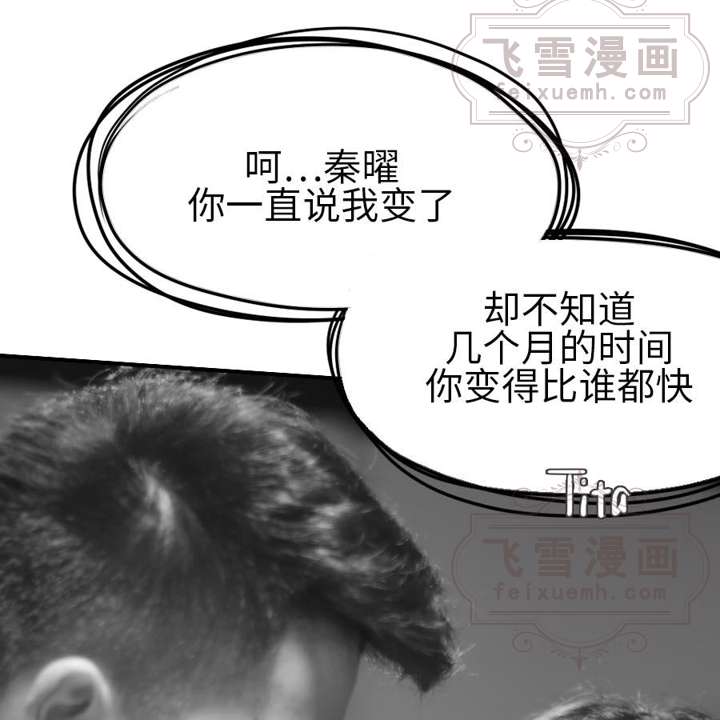 飞雪漫画
feixuemh.com
呵...秦曜
你一直说我变了
却不知道
几个月的时间
你变得比谁都快
Tita
飞雪漫画
feixuemh.com